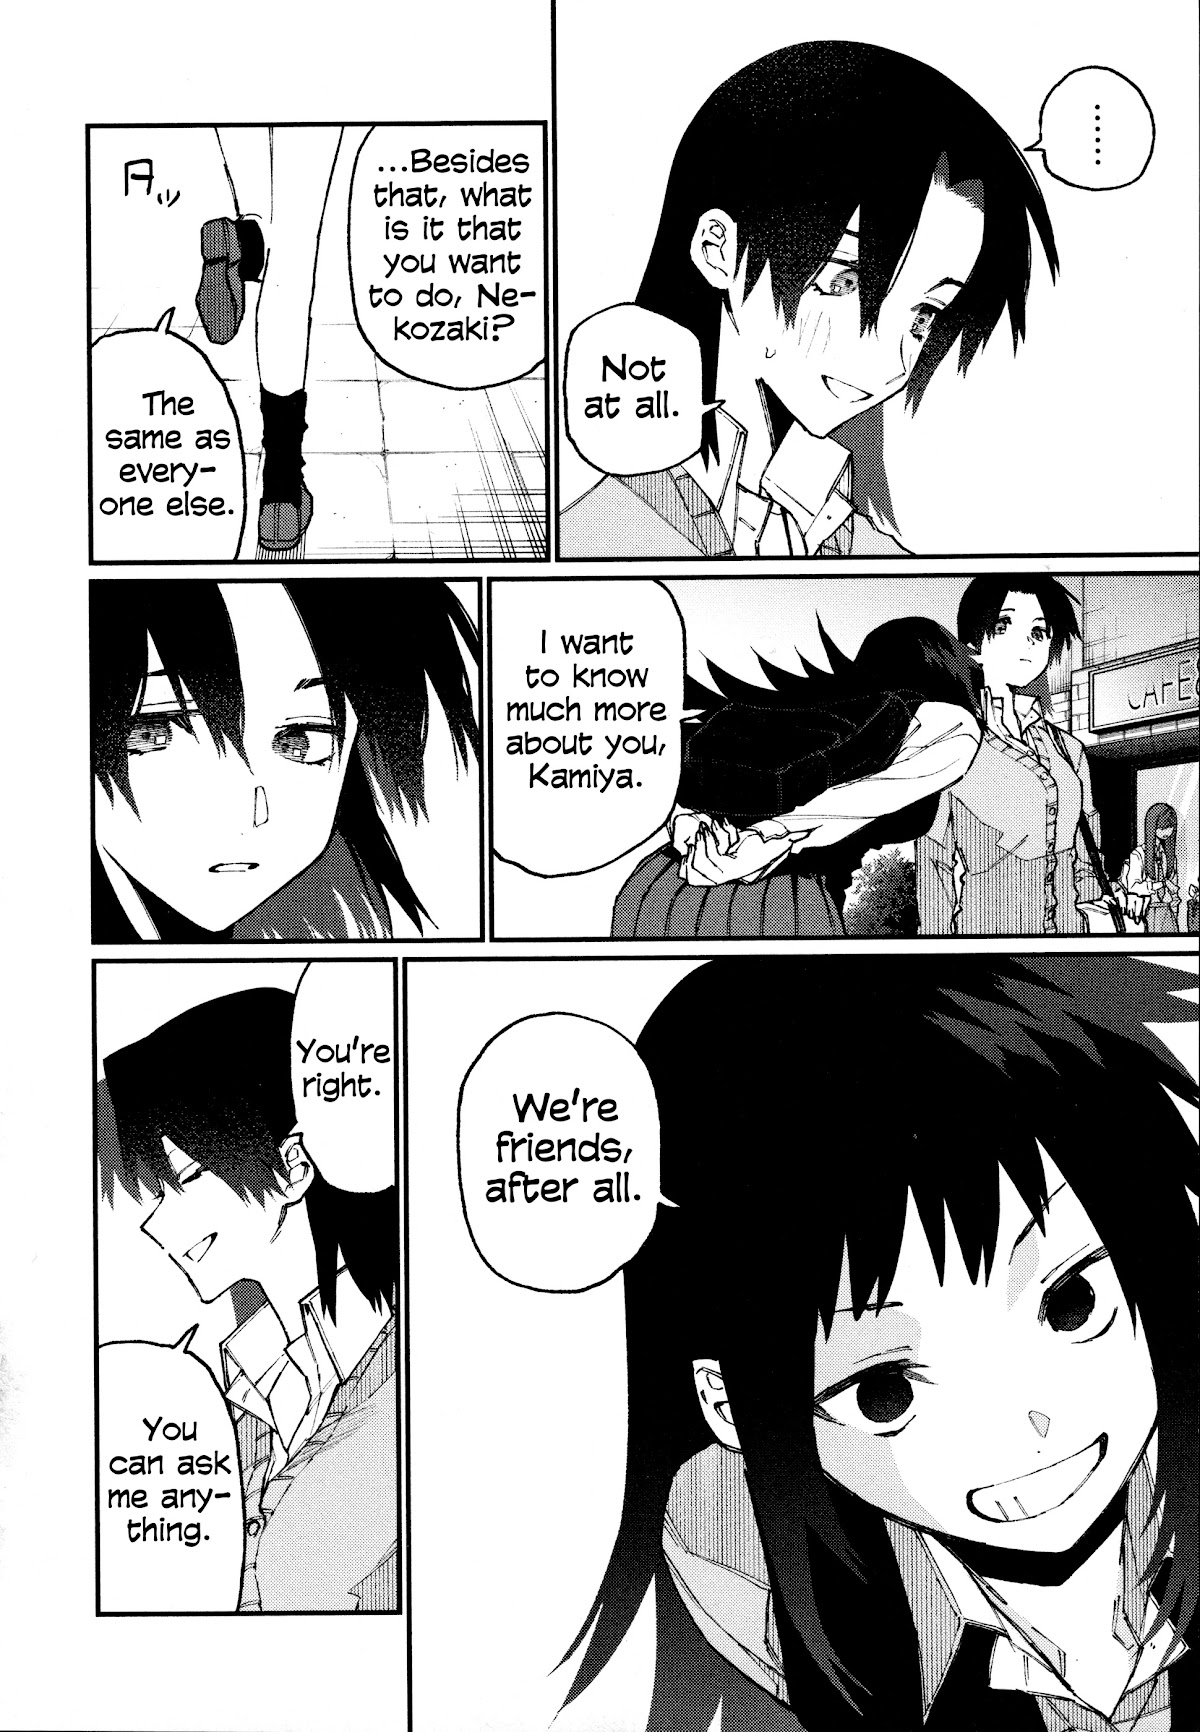 ........
Not
at all.
...Besides
that, what
is it that
you want
to do, Ne-
kozaki?
The
same as
every-
one else.
I want
to know
much more
about you,
Kamiya.
CAFE
We're
friends,
after all.
You're
right.
You
can ask
me any-
thing.